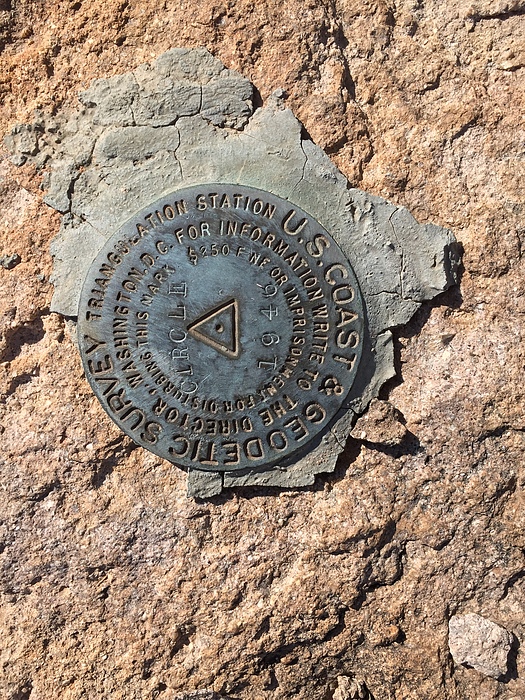 U.S. COAST & GEODETIC SURVEY
TRIANGULATION STATION
FOR INFORMATION WRITE TO THE DIRECTOR, WASHINGTON, D.C.
$250 FINE OR IMPRISONMENT FOR DISTURBING THIS MARK
CIRCLE
1946